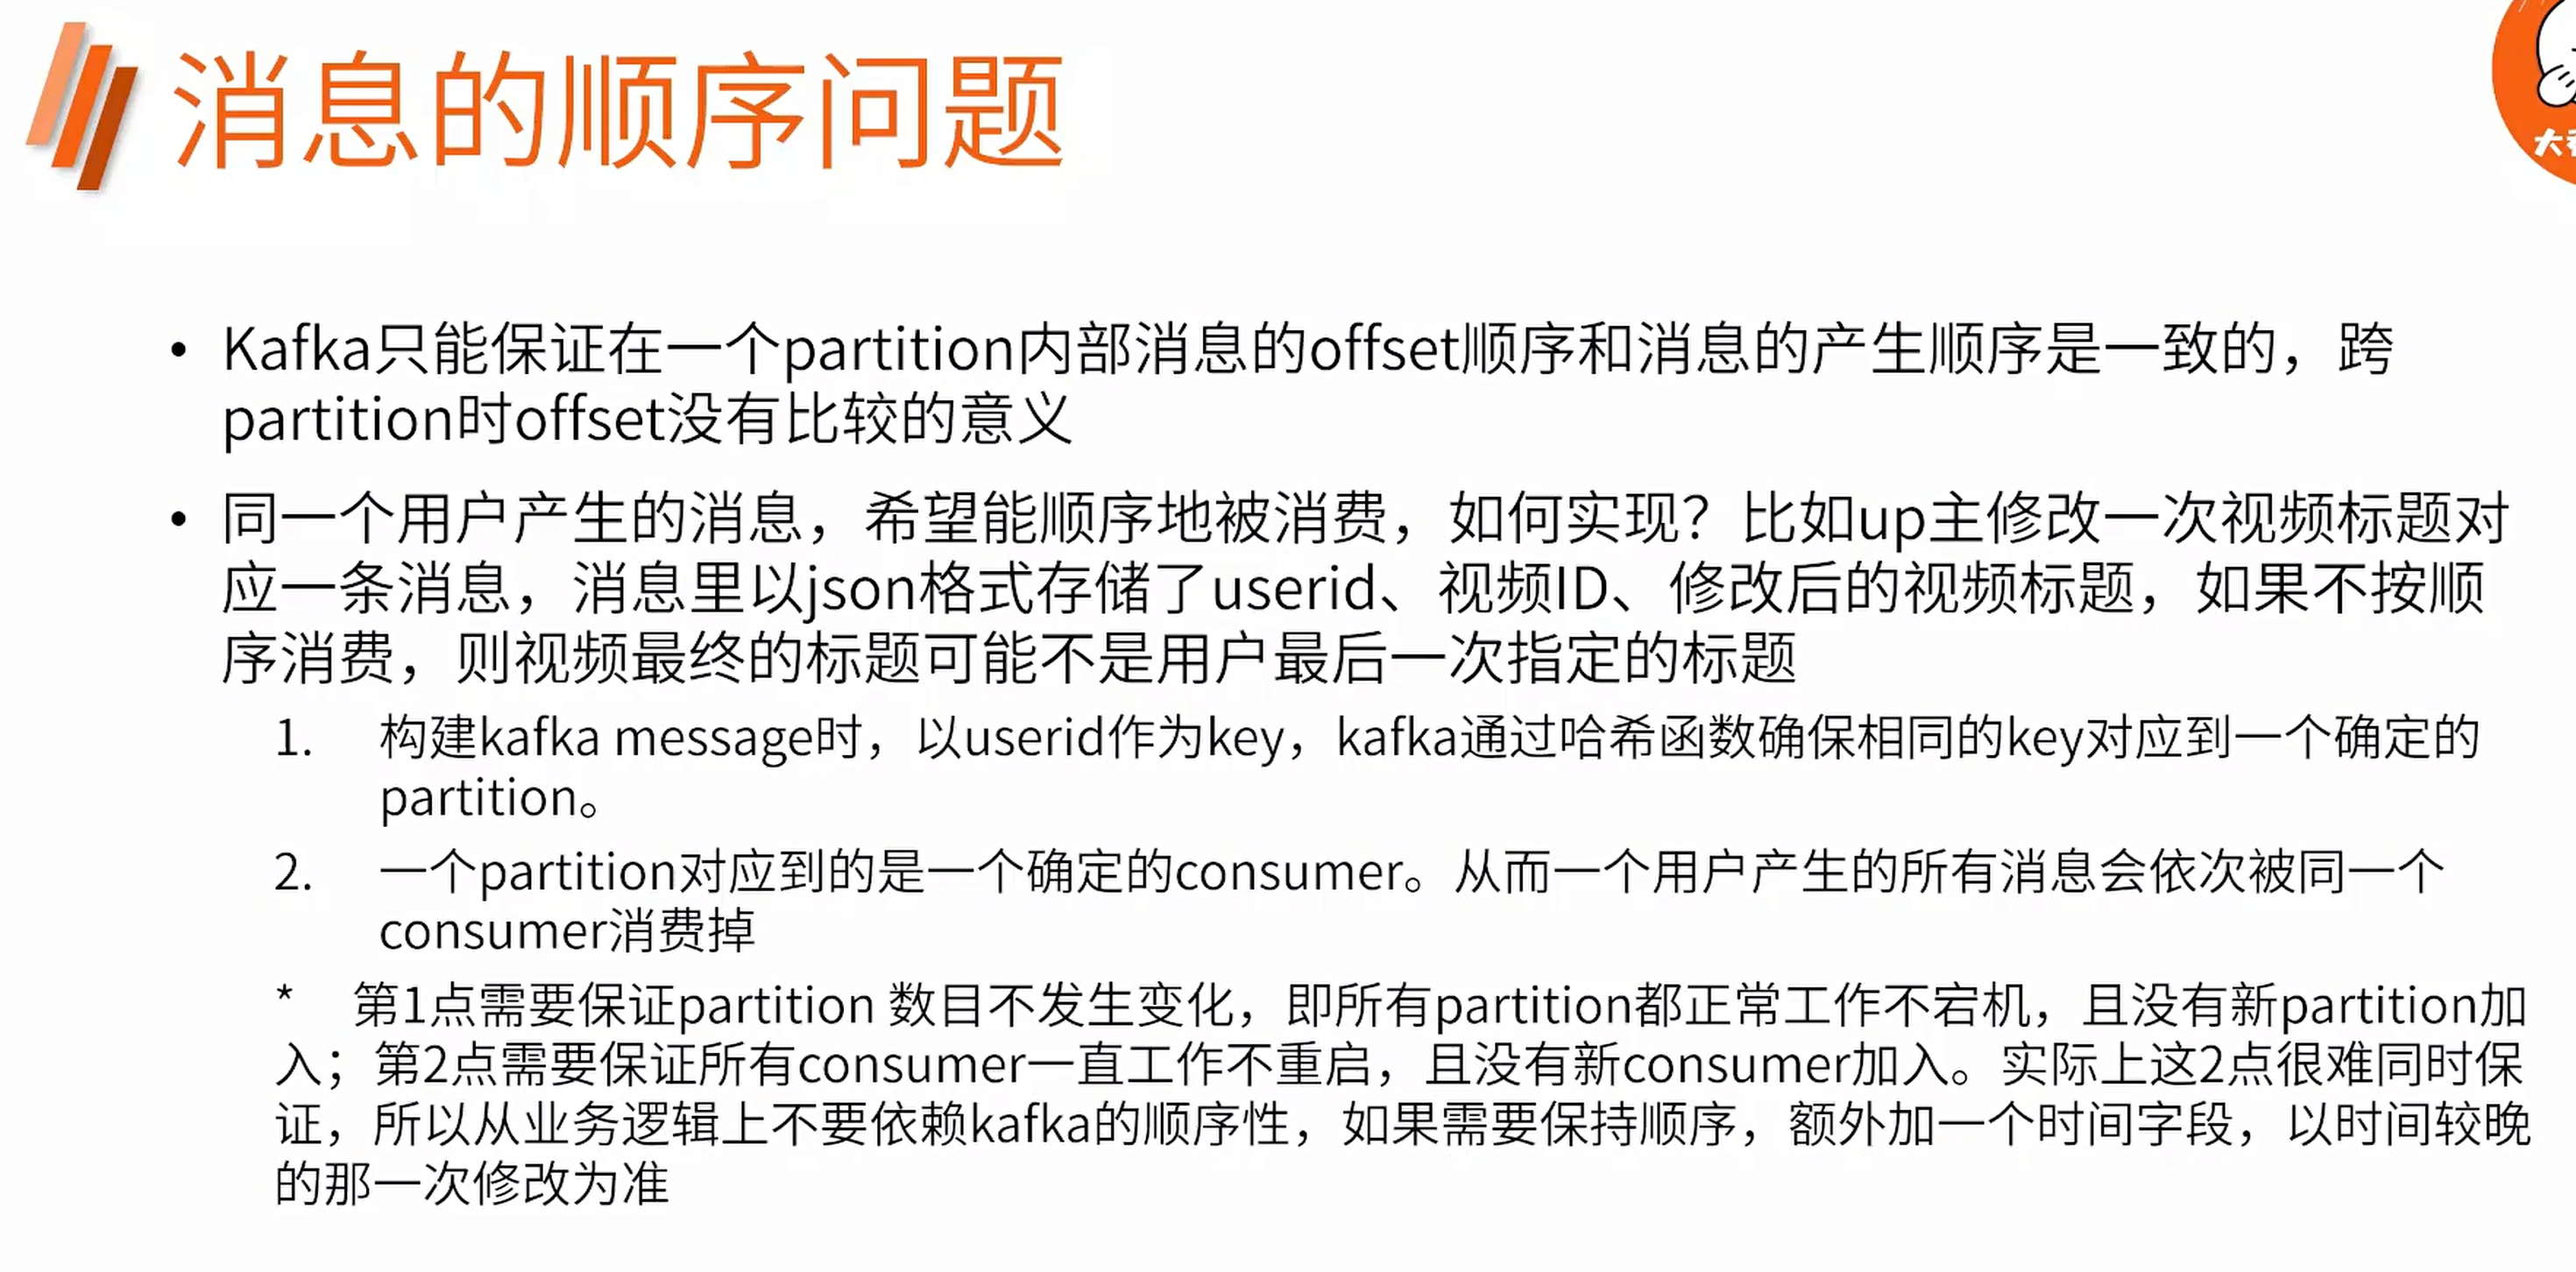 消息的顺序问题
大
• Kafka只能保证在一个partition内部消息的offset顺序和消息的产生顺序是一致的，跨
partition时offset没有比较的意义
• 同一个用户产生的消息，希望能顺序地被消费，如何实现？比如up主修改一次视频标题对
应一条消息，消息里以json格式存储了userid、视频ID、修改后的视频标题，如果不按顺
序消费，则视频最终的标题可能不是用户最后一次指定的标题
1. 构建kafka message时，以userid作为key，kafka通过哈希函数确保相同的key对应到一个确定的
partition。
2. 一个partition对应到的是一个确定的consumer。从而一个用户产生的所有消息会依次被同一个
consumer消费掉
* 第1点需要保证partition 数目不发生变化，即所有partition都正常工作不宕机，且没有新partition加
入；第2点需要保证所有consumer一直工作不重启，且没有新consumer加入。实际上这2点很难同时保
证，所以从业务逻辑上不要依赖kafka的顺序性，如果需要保持顺序，额外加一个时间字段，以时间较晚
的那一次修改为准